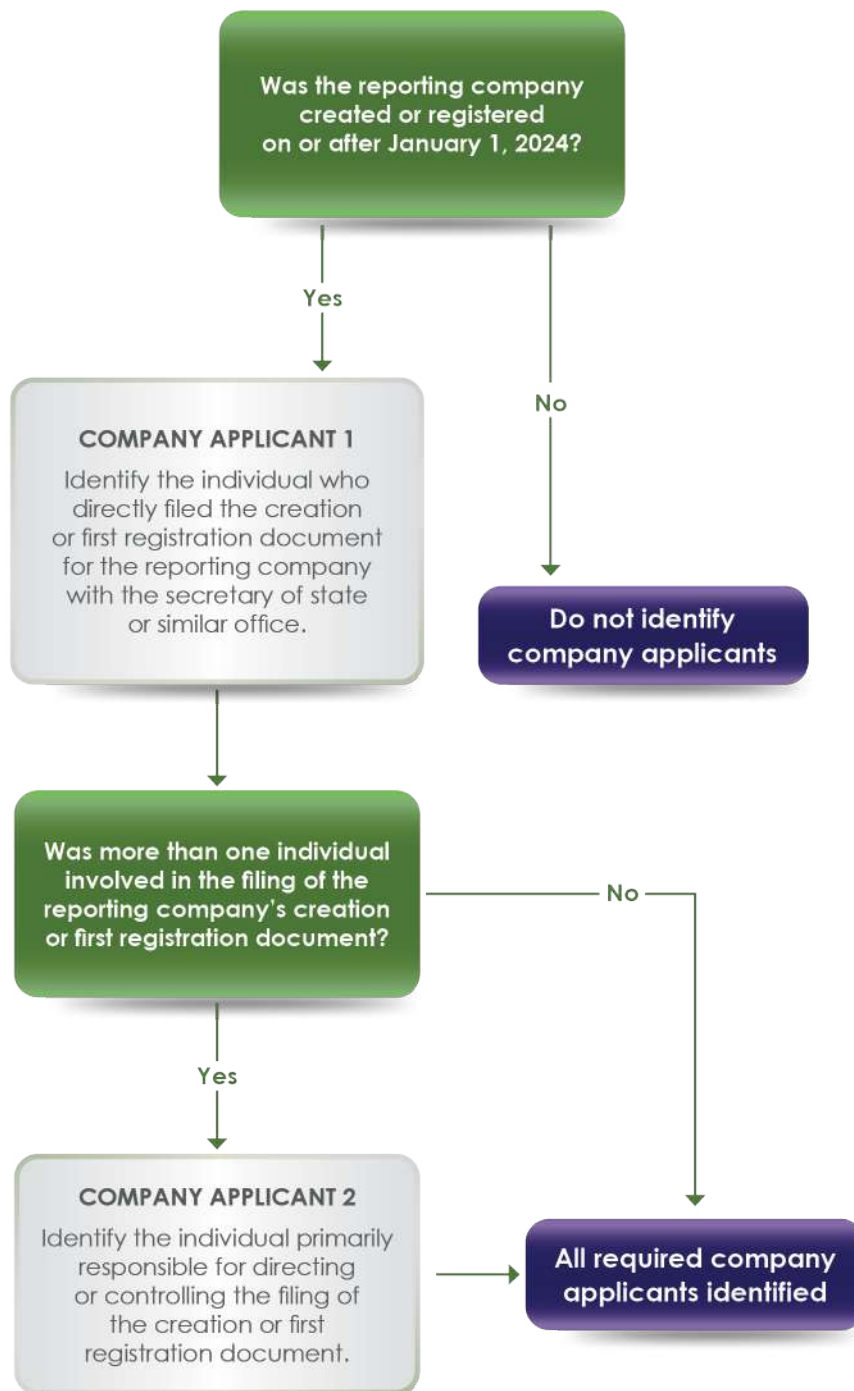 Was the reporting company
created or registered
on or after January 1, 2024?
Yes
No
COMPANY APPLICANT 1
Identify the individual who
directly filed the creation
or first registration document
for the reporting company
with the secretary of state
or similar office.
Do not identify
company applicants
Was more than one individual
involved in the filing of the
reporting company’s creation
or first registration document?
No
Yes
COMPANY APPLICANT 2
Identify the individual primarily
responsible for directing
or controlling the filing of
the creation or first
registration document.
All required company
applicants identified